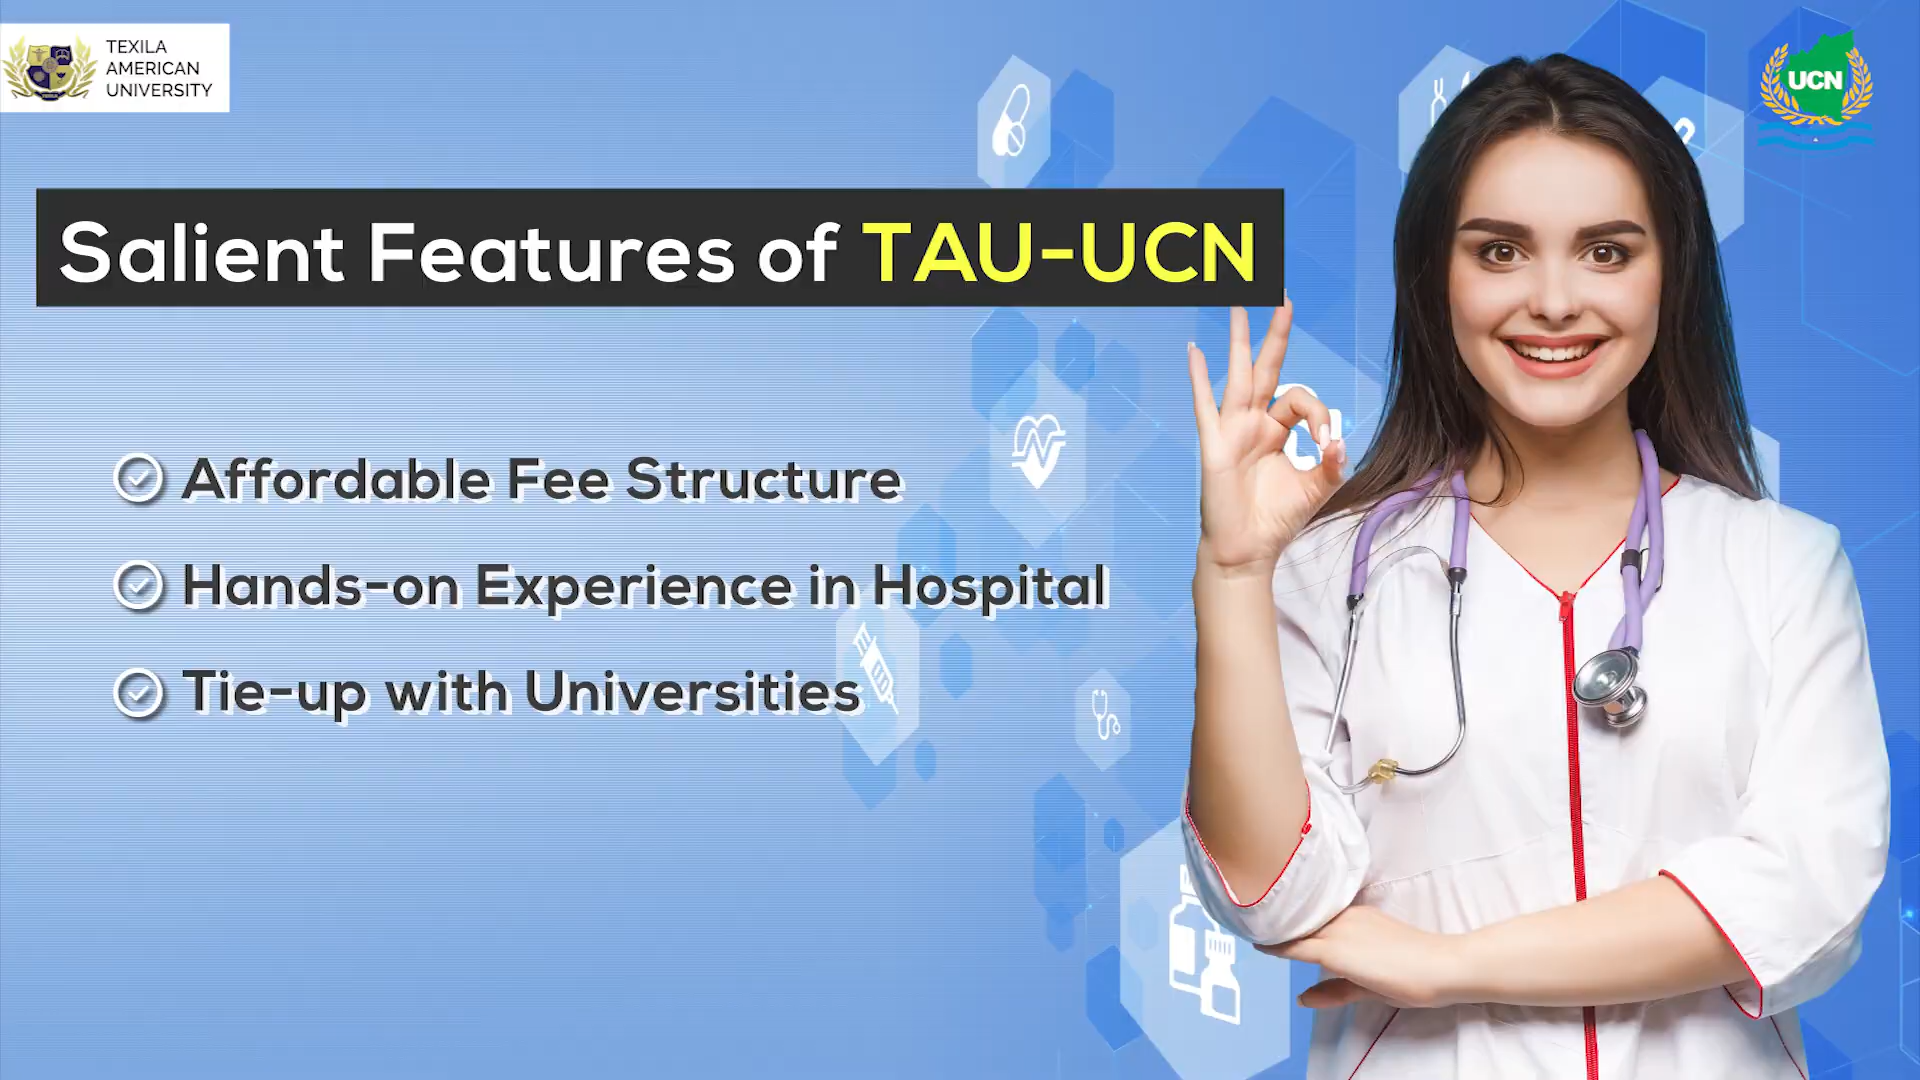 TEXILA
AMERICAN
UNIVERSITY
UCN
Salient Features of TAU-UCN
Affordable Fee Structure
Hands-on Experience in Hospital
Tie-up with Universities